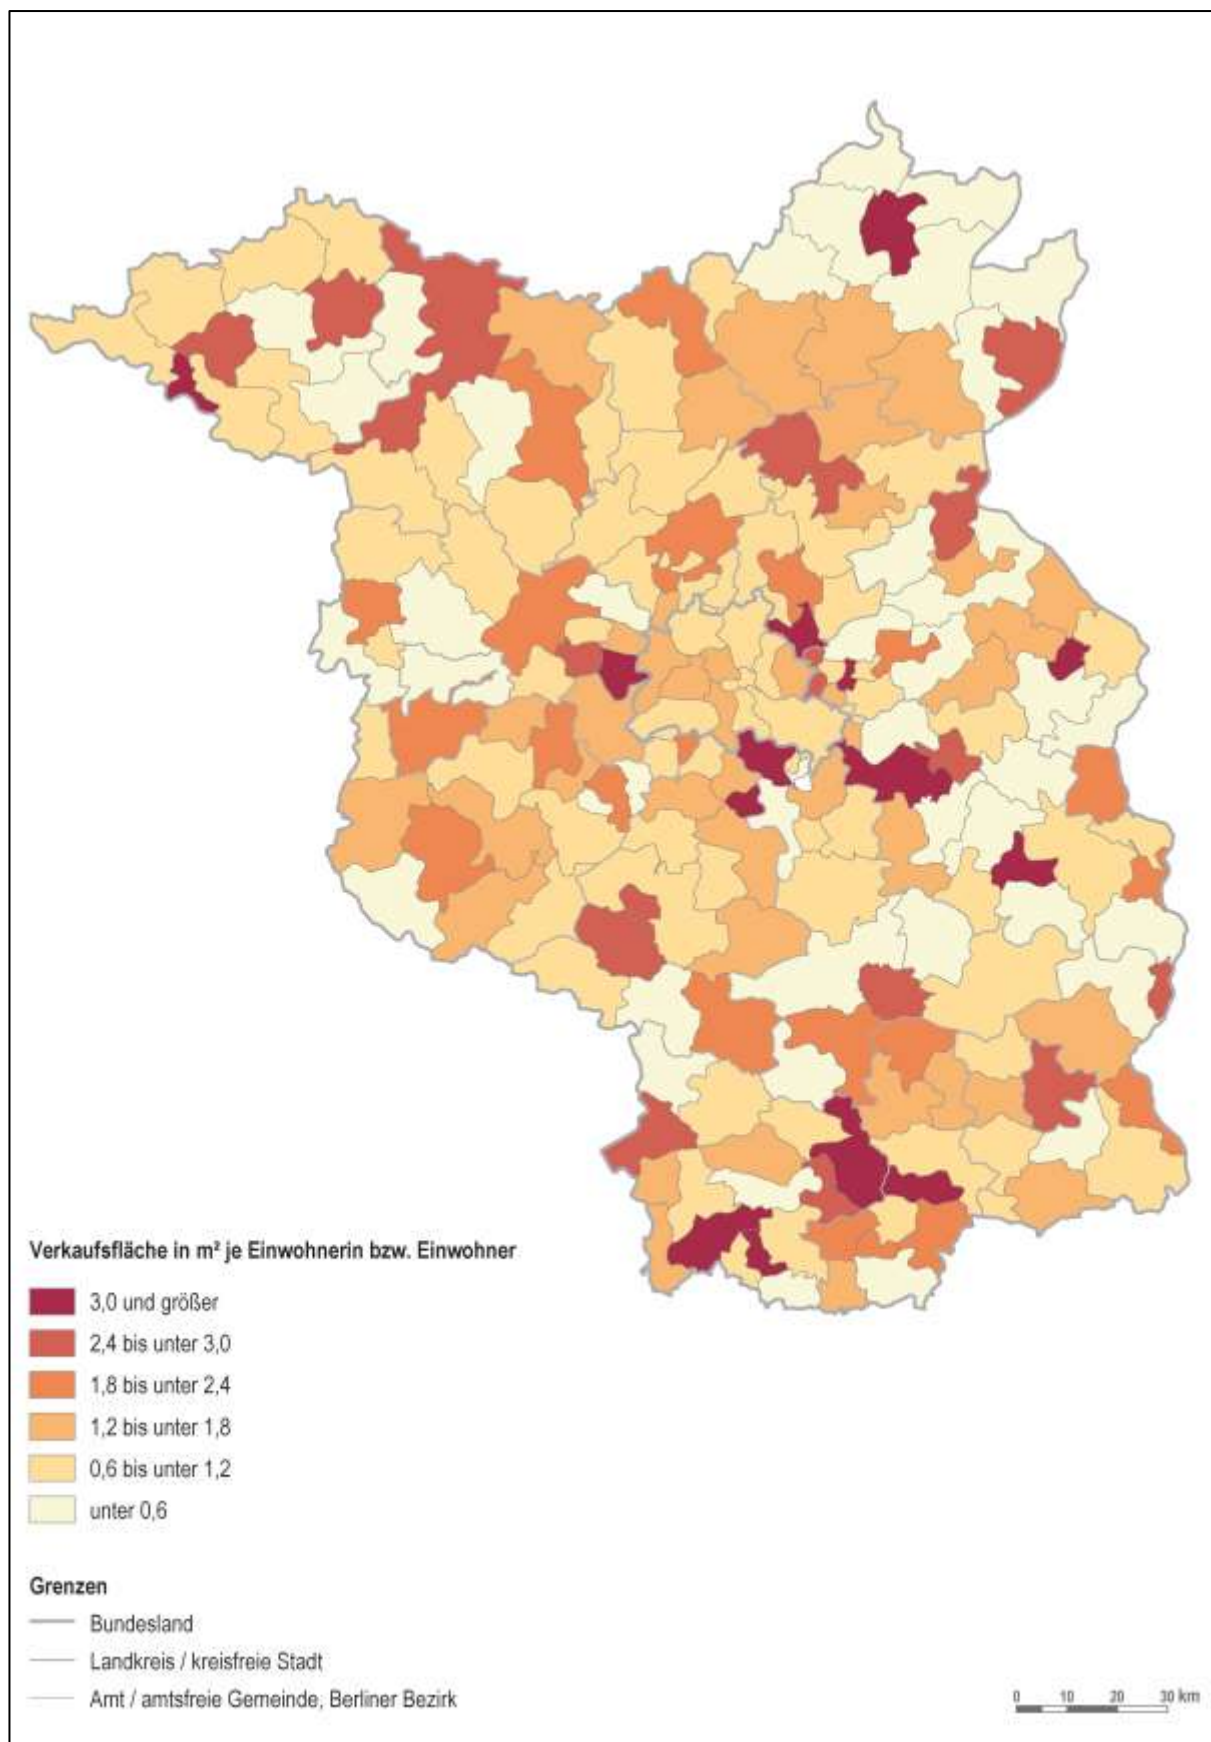 Verkaufsfläche in m² je Einwohnerin bzw. Einwohner
3,0 und größer
2,4 bis unter 3,0
1,8 bis unter 2,4
1,2 bis unter 1,8
0,6 bis unter 1,2
unter 0,6
Grenzen
Bundesland
Landkreis / kreisfreie Stadt
Amt / amtsfreie Gemeinde, Berliner Bezirk
0 10 20 30 km